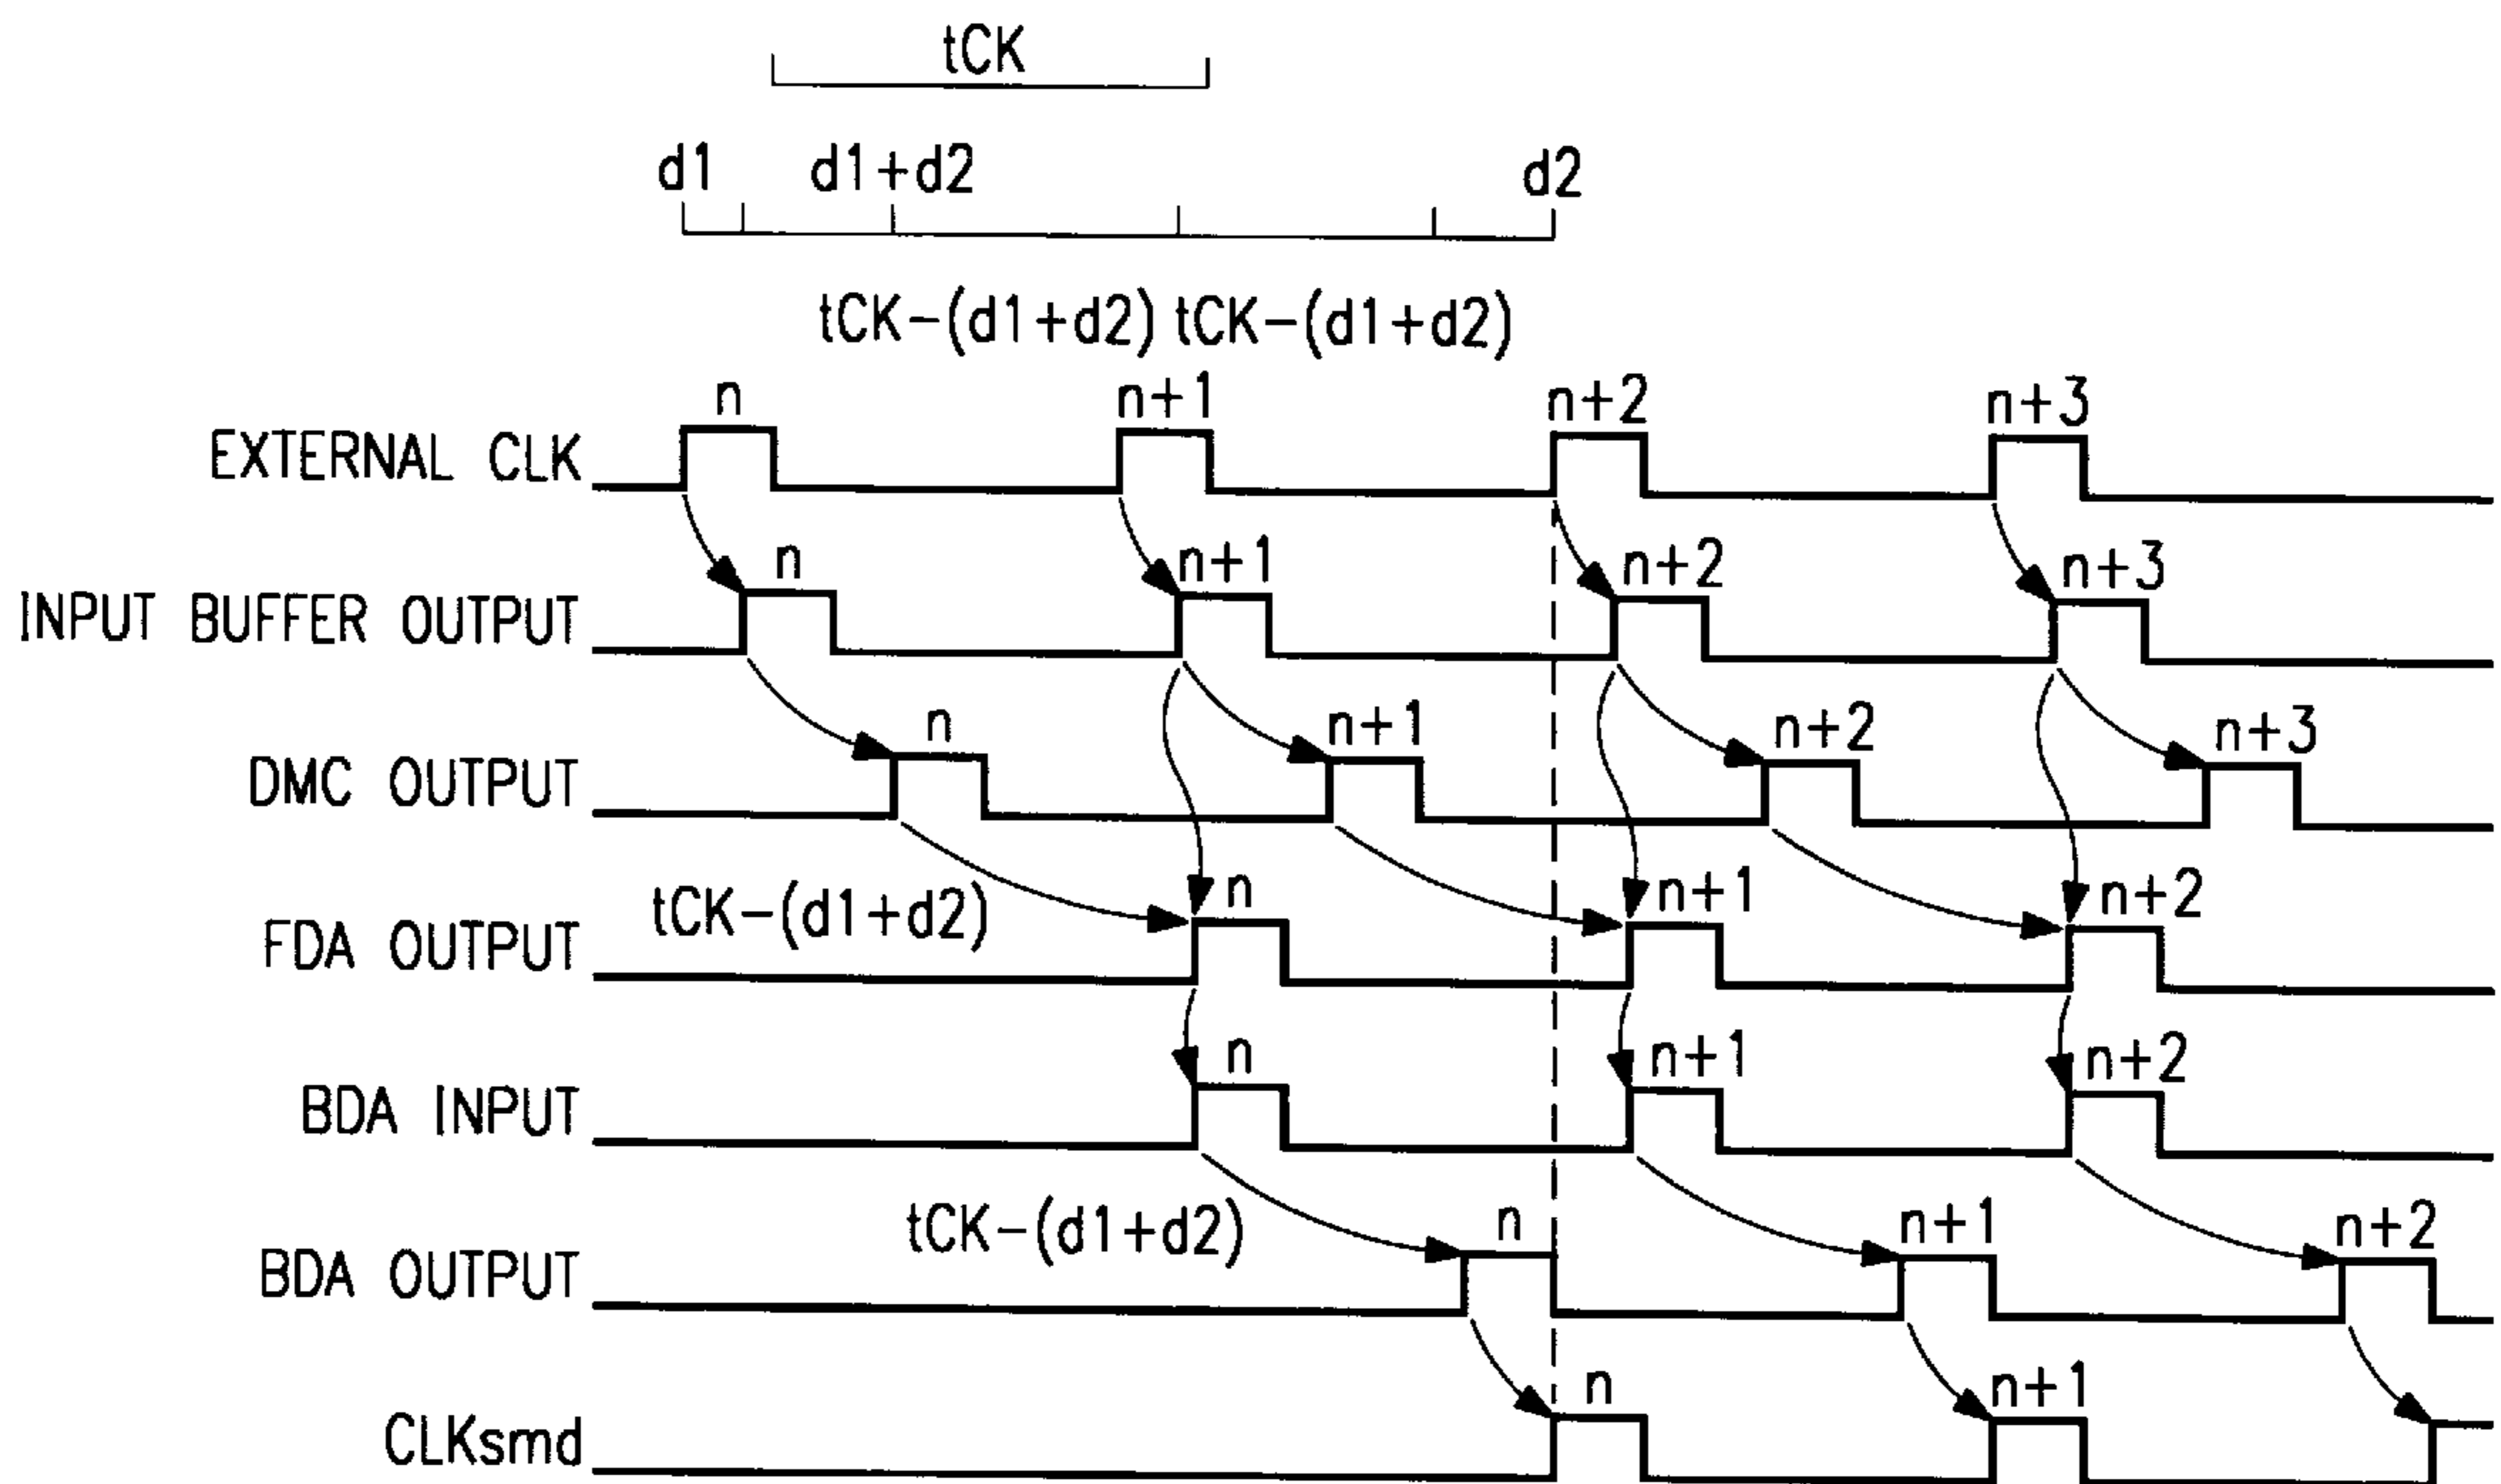 tCK
d1 d1+d2 d2
tCK-(d1+d2) tCK-(d1+d2)
n n+1 n+2 n+3
EXTERNAL CLK
n n+1 n+2 n+3
INPUT BUFFER OUTPUT
n n+1 n+2 n+3
DMC OUTPUT
tCK-(d1+d2) n n+1 n+2
FDA OUTPUT
n n+1 n+2
BDA INPUT
tCK-(d1+d2) n n+1 n+2
BDA OUTPUT
n n+1
CLKsmd